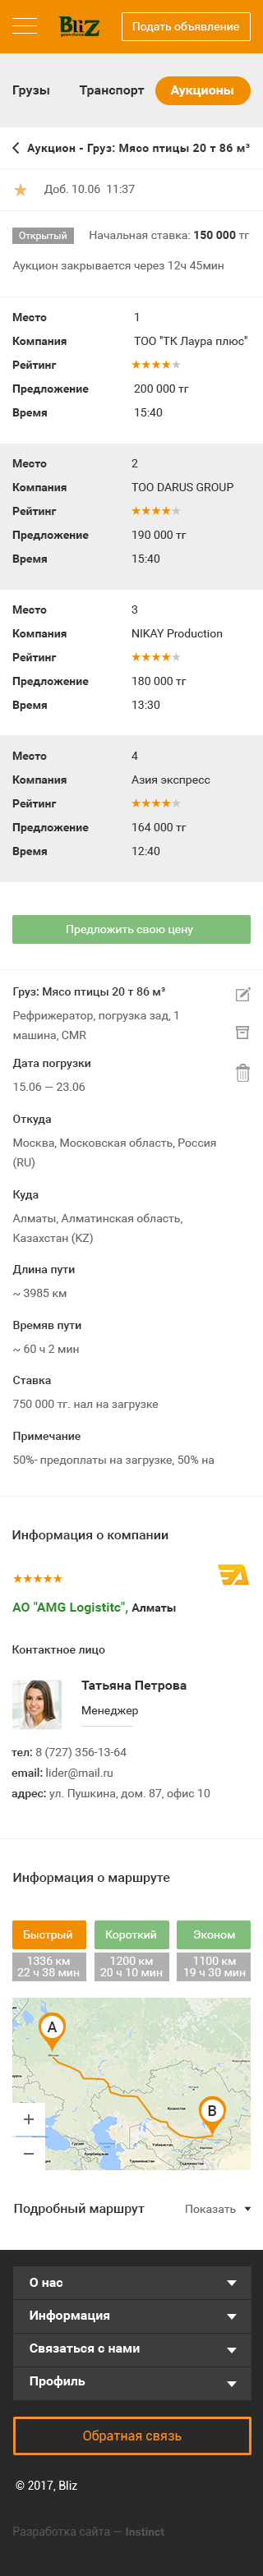 Bliz
Подать объявление
Грузы Транспорт Аукционы
Аукцион - Груз: Мясо птицы 20 т 86 м³
Доб. 10.06 11:37
Открытый Начальная ставка: 150 000 тг
Аукцион закрывается через 12ч 45мин
Место 1
Компания ТОО "ТК Лаура плюс"
Рейтинг
Предложение 200 000 тг
Время 15:40
Место 2
Компания ТОО DARUS GROUP
Рейтинг
Предложение 190 000 тг
Время 15:40
Место 3
Компания NIKAY Production
Рейтинг
Предложение 180 000 тг
Время 13:30
Место 4
Компания Азия экспресс
Рейтинг
Предложение 164 000 тг
Время 12:40
Предложить свою цену
Груз: Мясо птицы 20 т 86 м³
Рефрижератор, погрузка зад, 1
машина, CMR
Дата погрузки
15.06 — 23.06
Откуда
Москва, Московская область, Россия
(RU)
Куда
Алматы, Алматинская область,
Казахстан (KZ)
Длина пути
~ 3985 км
Времяв пути
~ 60 ч 2 мин
Ставка
750 000 тг. нал на загрузке
Примечание
50%- предоплаты на загрузке, 50% на
Информация о компании
АО "AMG Logistitc", Алматы
Контактное лицо
Татьяна Петрова
Менеджер
тел: 8 (727) 356-13-64
email: lider@mail.ru
адрес: ул. Пушкина, дом. 87, офис 10
Информация о маршруте
Быстрый Короткий Эконом
1336 км 1200 км 1100 км
22 ч 38 мин 20 ч 10 мин 19 ч 30 мин
A
B
+
−
Подробный маршрут Показать
О нас
Информация
Связаться с нами
Профиль
Обратная связь
© 2017, Bliz
Разработка сайта — Instinct